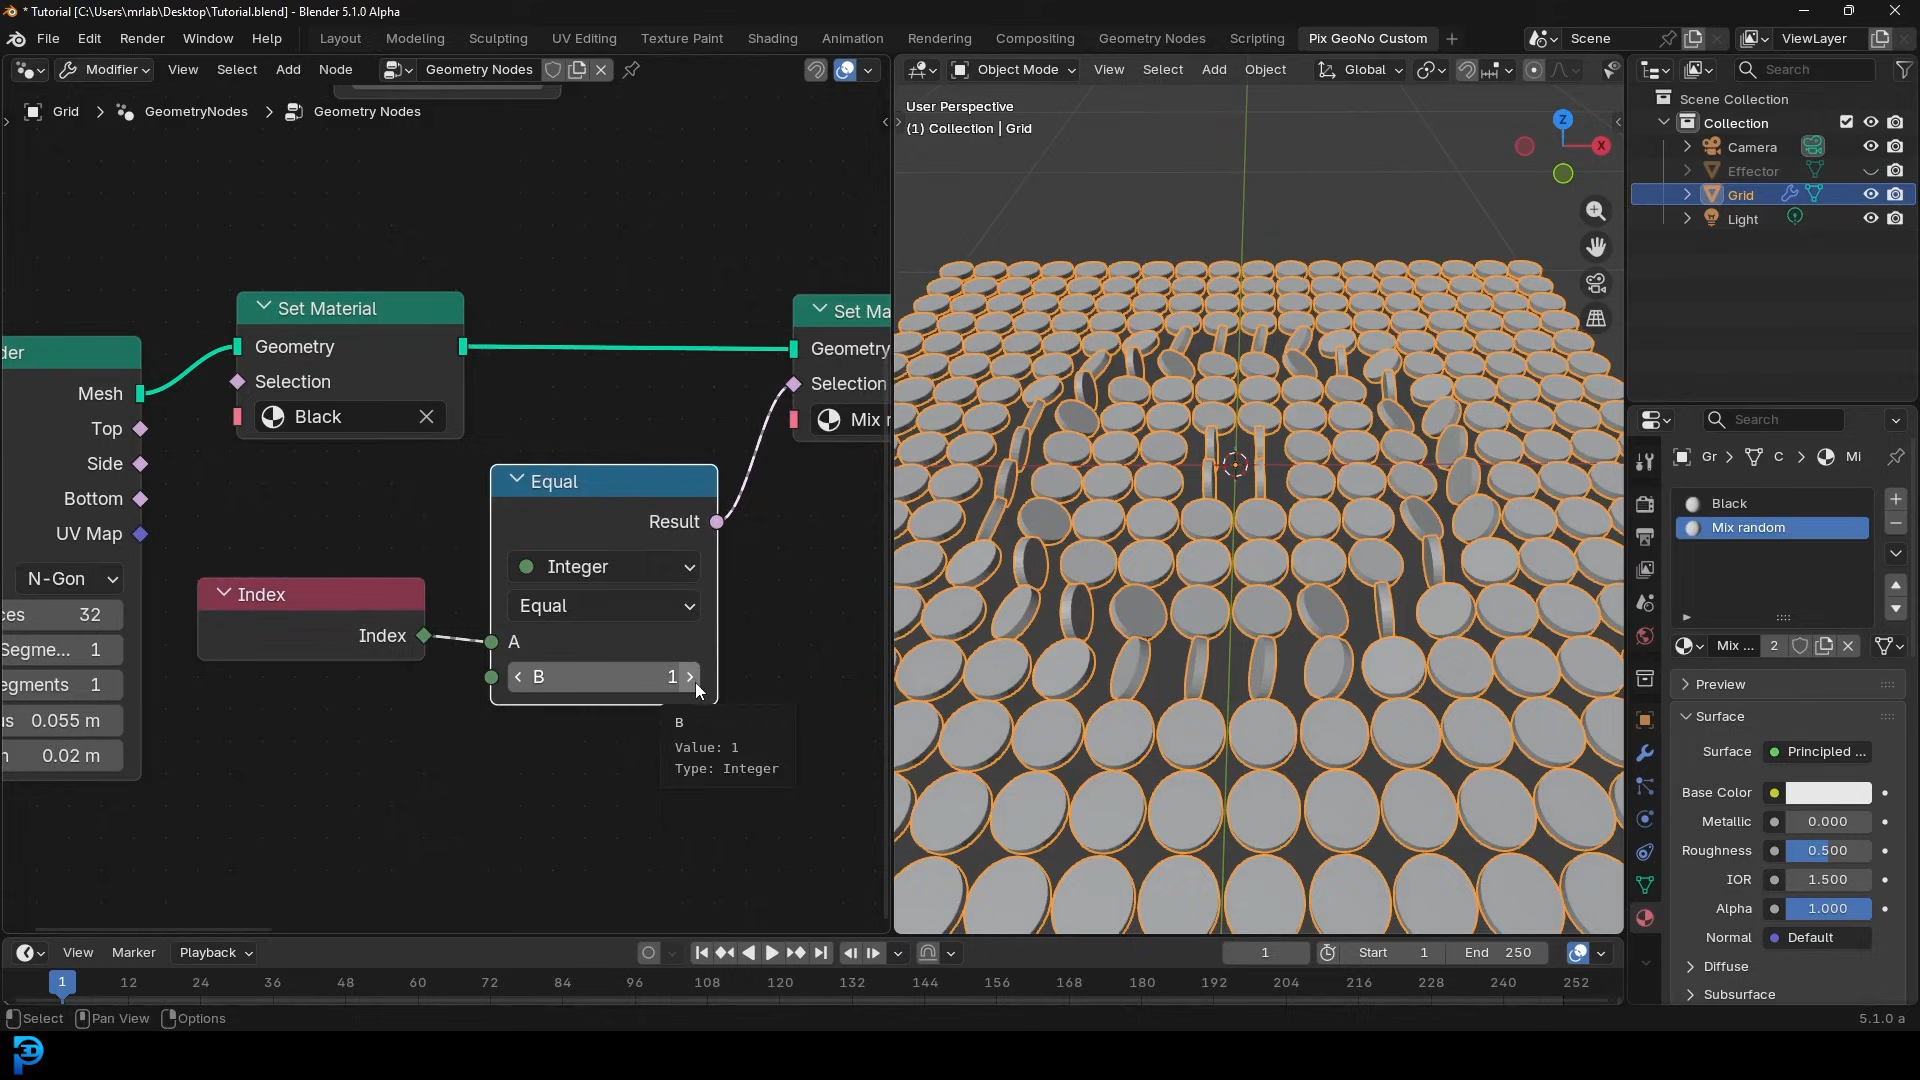 * Tutorial [C:\Users\mrlab\Desktop\Tutorial.blend] - Blender 5.1.0 Alpha
File Edit Render Window Help
Layout Modeling Sculpting UV Editing Texture Paint Shading Animation Rendering Compositing Geometry Nodes Scripting Pix GeoNo Custom
Scene
ViewLayer
Modifier View Select Add Node
Geometry Nodes
Object Mode View Select Add Object
Global
Search
Grid > GeometryNodes > Geometry Nodes
User Perspective
(1) Collection | Grid
Z
X
Scene Collection
Collection
Camera
Effector
Grid
Light
der
Mesh
Top
Side
Bottom
UV Map
N-Gon
ces 32
Segme... 1
egments 1
us 0.055 m
n 0.02 m
Set Material
Geometry
Selection
Black
Index
Index
Equal
Result
Integer
Equal
A
B 1
B
Value: 1
Type: Integer
Set Ma
Geometry
Selection
Mix r
Search
Gr > C > Mi
Black
Mix random
Mix ... 2
Preview
Surface
Surface Principled ...
Base Color
Metallic 0.000
Roughness 0.500
IOR 1.500
Alpha 1.000
Normal Default
Diffuse
Subsurface
View Marker Playback
1
Start 1
End 250
1 12 24 36 48 60 72 84 96 108 120 132 144 156 168 180 192 204 216 228 240 252
Select Pan View Options
5.1.0 a
3D